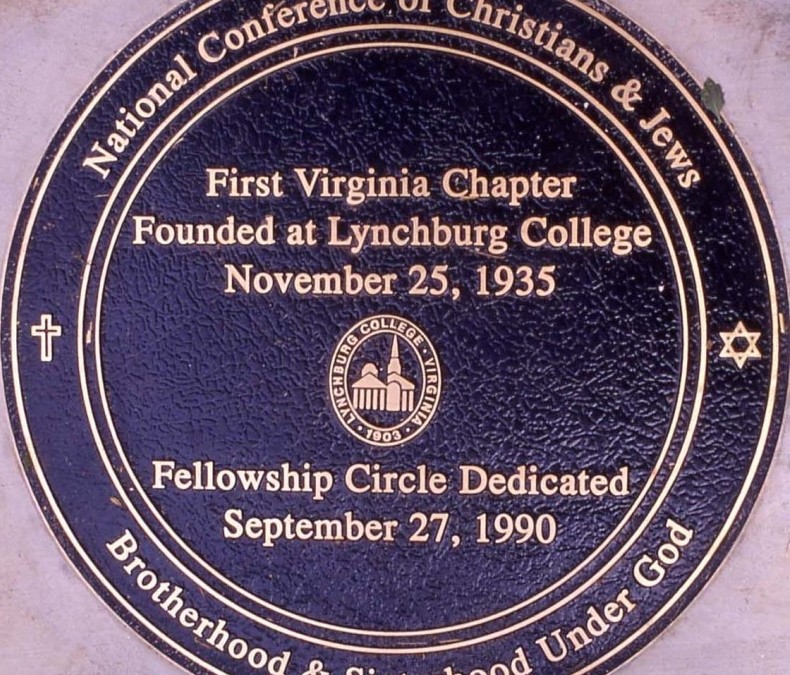 National Conference of Christians & Jews
First Virginia Chapter
Founded at Lynchburg College
November 25, 1935
LYNCHBURG COLLEGE · VIRGINIA
· 1903 ·
Fellowship Circle Dedicated
September 27, 1990
Brotherhood & Sisterhood Under God